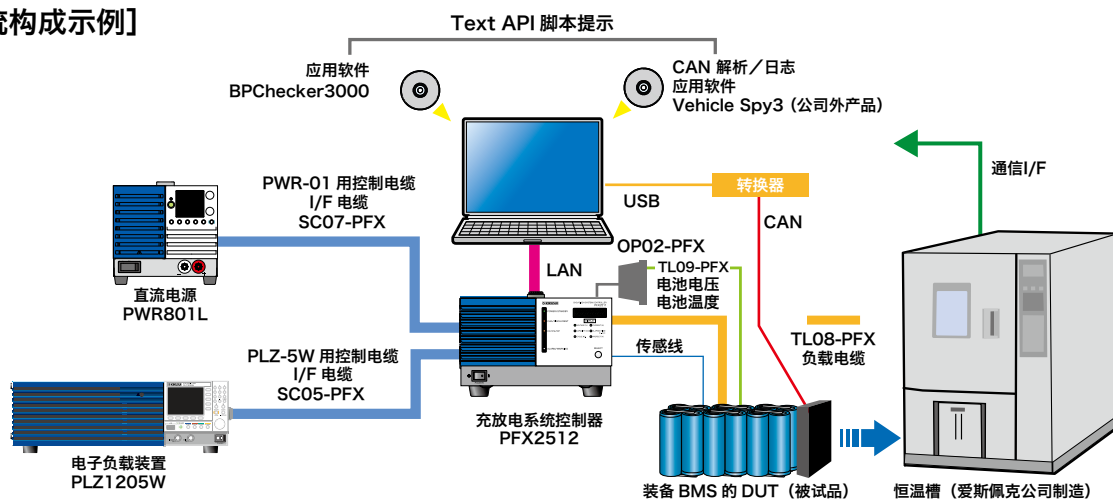 统构成示例]
Text API 脚本提示
应用软件
BPChecker3000
CAN 解析／日志
应用软件
Vehicle Spy3（公司外产品）
通信I/F
转换器
USB
CAN
PWR-01 用控制电缆
I/F 电缆
SC07-PFX
OP02-PFX
LAN
TL09-PFX
电池电压
电池温度
直流电源
PWR801L
TL08-PFX
负载电缆
PLZ-5W 用控制电缆
I/F 电缆
SC05-PFX
传感线
充放电系统控制器
PFX2512
电子负载装置
PLZ1205W
装备 BMS 的 DUT（被试品）
恒温槽（爱斯佩克公司制造）